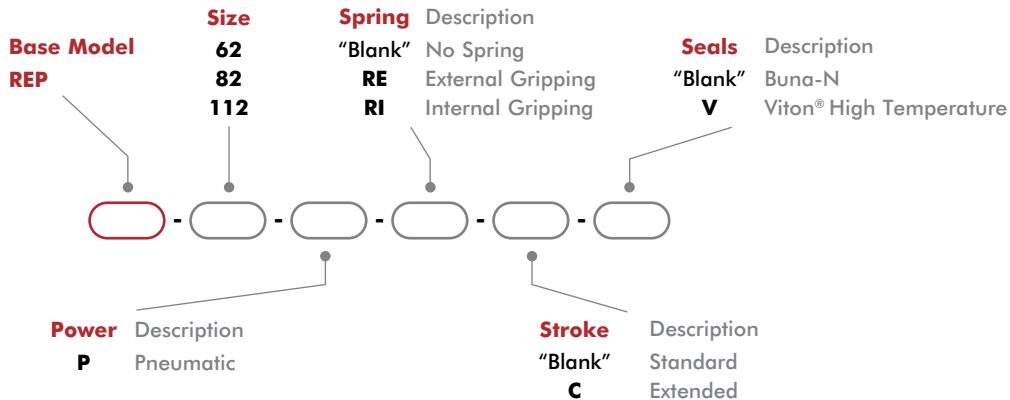 Size
Spring Description
Base Model
62
"Blank" No Spring
Seals Description
REP
82
RE External Gripping
"Blank" Buna-N
112
RI Internal Gripping
V Viton® High Temperature
- - - - -
Power Description
Stroke Description
P Pneumatic
"Blank" Standard
C Extended